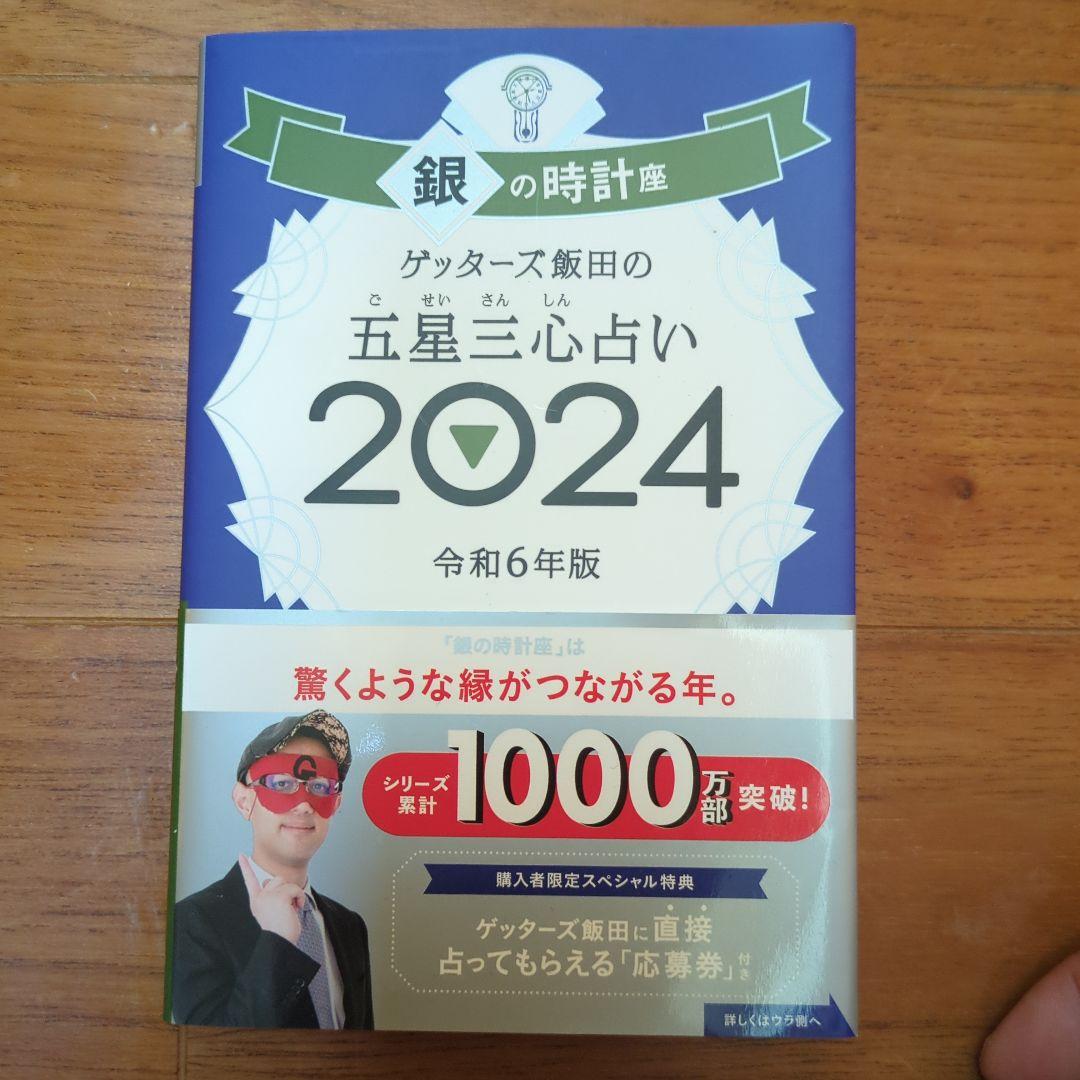 銀の時計座
ゲッターズ飯田の
ご せい さん しん
五星三心占い
2024
令和6年版
「銀の時計座」は
驚くような縁がつながる年。
G
シリーズ
累計
1000万部突破!
購入者限定スペシャル特典
ゲッターズ飯田に直接
占ってもらえる「応募券」付き
詳しくはウラ側へ